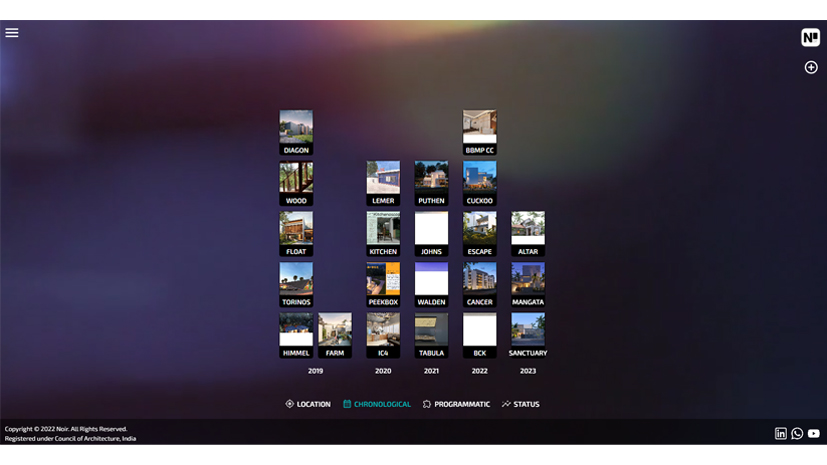 N
DIAGON
BBMP CC
WOOD
LEMER
PUTHEN
CUCKOO
FLOAT
KITCHEN
JOHNS
ESCAPE
ALTAR
TORINOS
PEEKBOX
WALDEN
CANCER
MANGATA
HIMMEL
FARM
IC4
TABULA
BCK
SANCTUARY
2019
2020
2021
2022
2023
LOCATION
CHRONOLOGICAL
PROGRAMMATIC
STATUS
Copyright © 2022 Noir. All Rights Reserved.
Registered under Council of Architecture, India
in